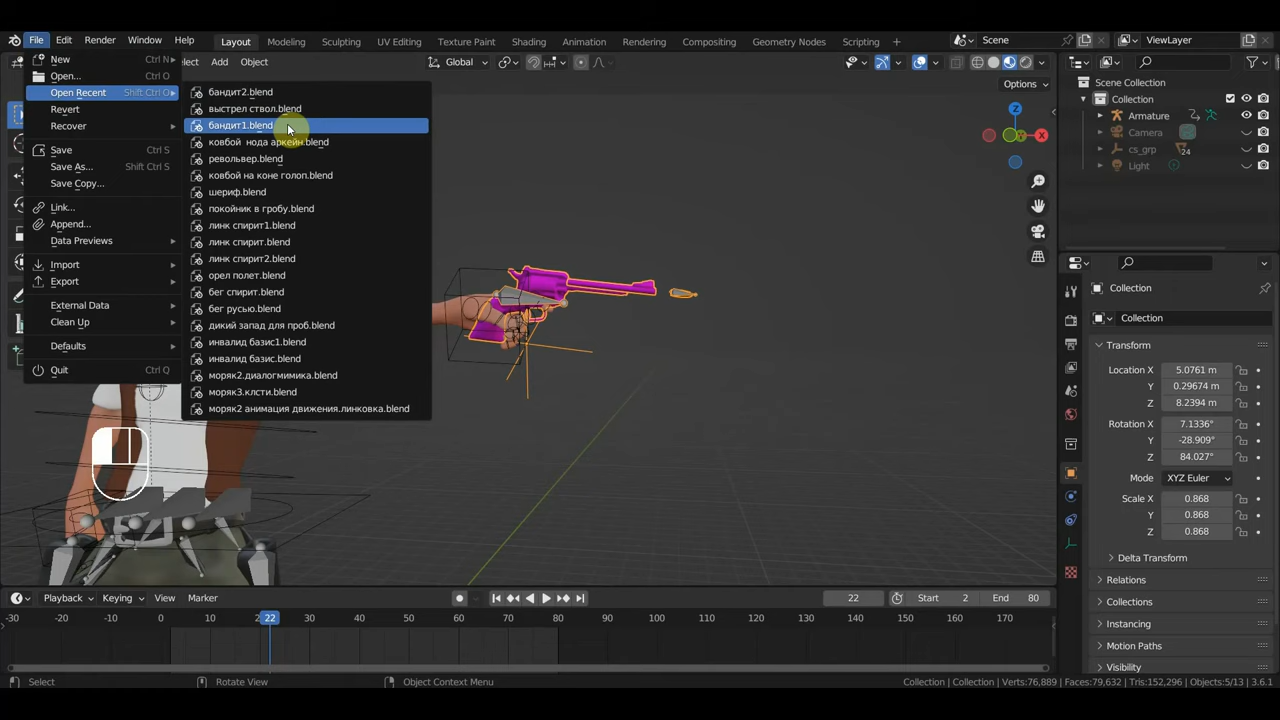 File Edit Render Window Help Layout Modeling Sculpting UV Editing Texture Paint Shading Animation Rendering Compositing Geometry Nodes Scripting Scene ViewLayer
New Ctrl N
Open... Ctrl O
Open Recent Shift Ctrl O
Revert
Recover
Save Ctrl S
Save As... Shift Ctrl S
Save Copy...
Link...
Append...
Data Previews
Import
Export
External Data
Clean Up
Defaults
Quit Ctrl Q
Add Object Global
Options
бандит2.blend
выстрел ствол.blend
бандит1.blend
ковбой нода аркейн.blend
револьвер.blend
ковбой на коне голоп.blend
шериф.blend
покойник в гробу.blend
линк спирит1.blend
линк спирит.blend
линк спирит2.blend
орел полет.blend
бег спирит.blend
бег русью.blend
дикий запад для проб.blend
инвалид базис1.blend
инвалид базис.blend
моряк2.диалогмимика.blend
моряк3.клсти.blend
моряк2 анимация движения.линковка.blend
Z
Y
X
Scene Collection
Collection
Armature
Camera
cs_grp 24
Light
Collection
Collection
Transform
Location X 5.0761 m
Y 0.29674 m
Z 8.2394 m
Rotation X 7.1336°
Y -28.909°
Z 84.027°
Mode XYZ Euler
Scale X 0.868
Y 0.868
Z 0.868
Delta Transform
Relations
Collections
Instancing
Motion Paths
Visibility
Playback Keying View Marker 22 Start 2 End 80
-30 -20 -10 0 10 22 30 40 50 60 70 80 90 100 110 120 130 140 150 160 170
Select Rotate View Object Context Menu Collection | Collection | Verts:76,889 | Faces:79,632 | Tris:152,296 | Objects:5/13 | 3.6.1